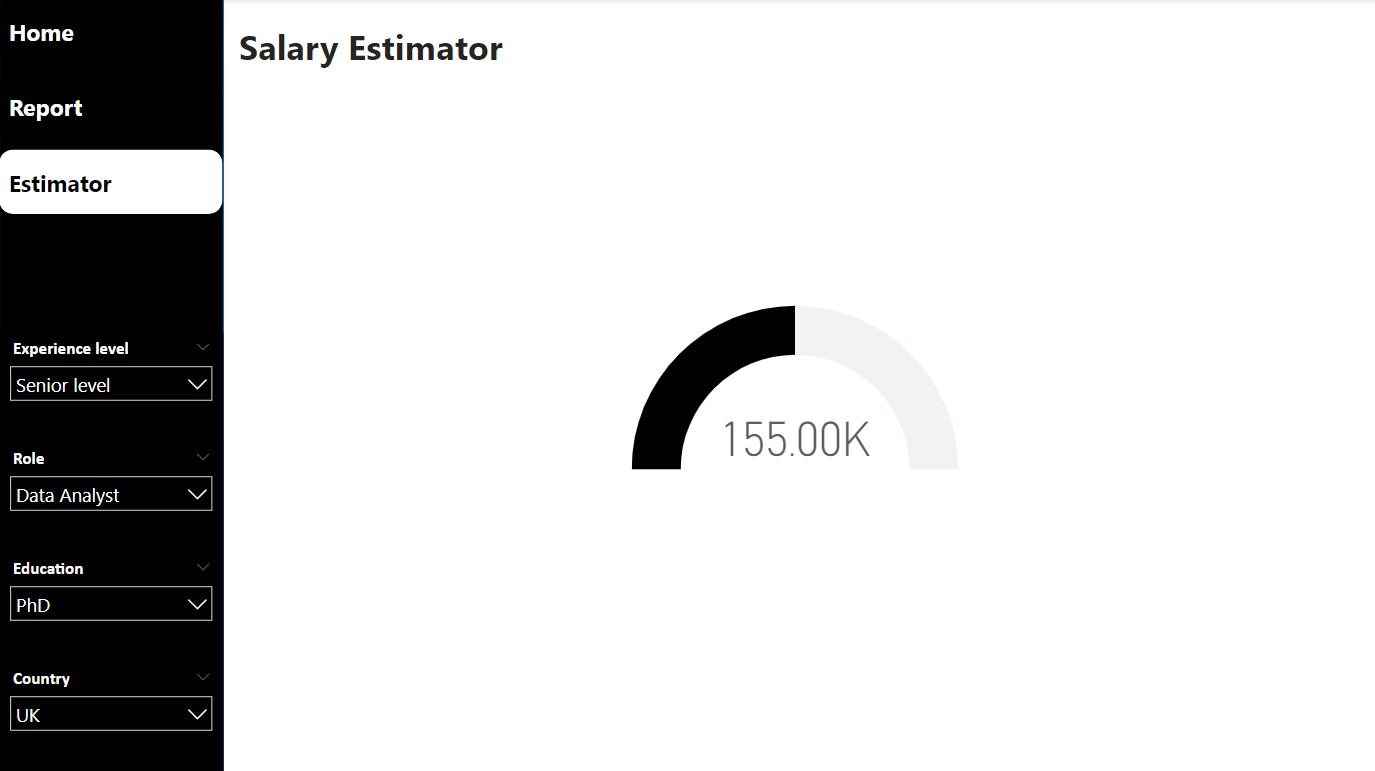 Home
Report
Estimator
Experience level
Senior level
Role
Data Analyst
Education
PhD
Country
UK
Salary Estimator
155.00K